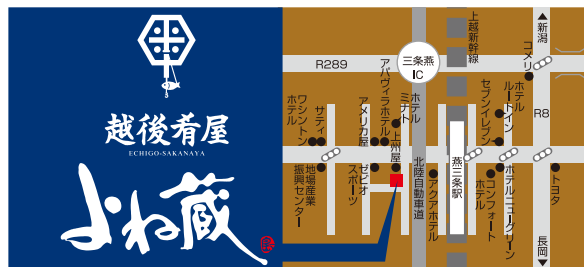 越後肴屋
ECHIGO-SAKANAYA
よね蔵
新潟
コメリ
上越新幹線
三条燕
IC
R289
R8
ホテル
ルートイン
セブンイレブン
ホテル
ミナト
アパヴィラホテル
上州屋
アメリカ屋
サティ
ワシントン
ホテル
地場産業
振興センター
ゼビオ
スポーツ
北陸自動車道
アクアホテル
燕三条駅
コンフォート
ホテル
ホテルニューグリーン
トヨタ
長岡